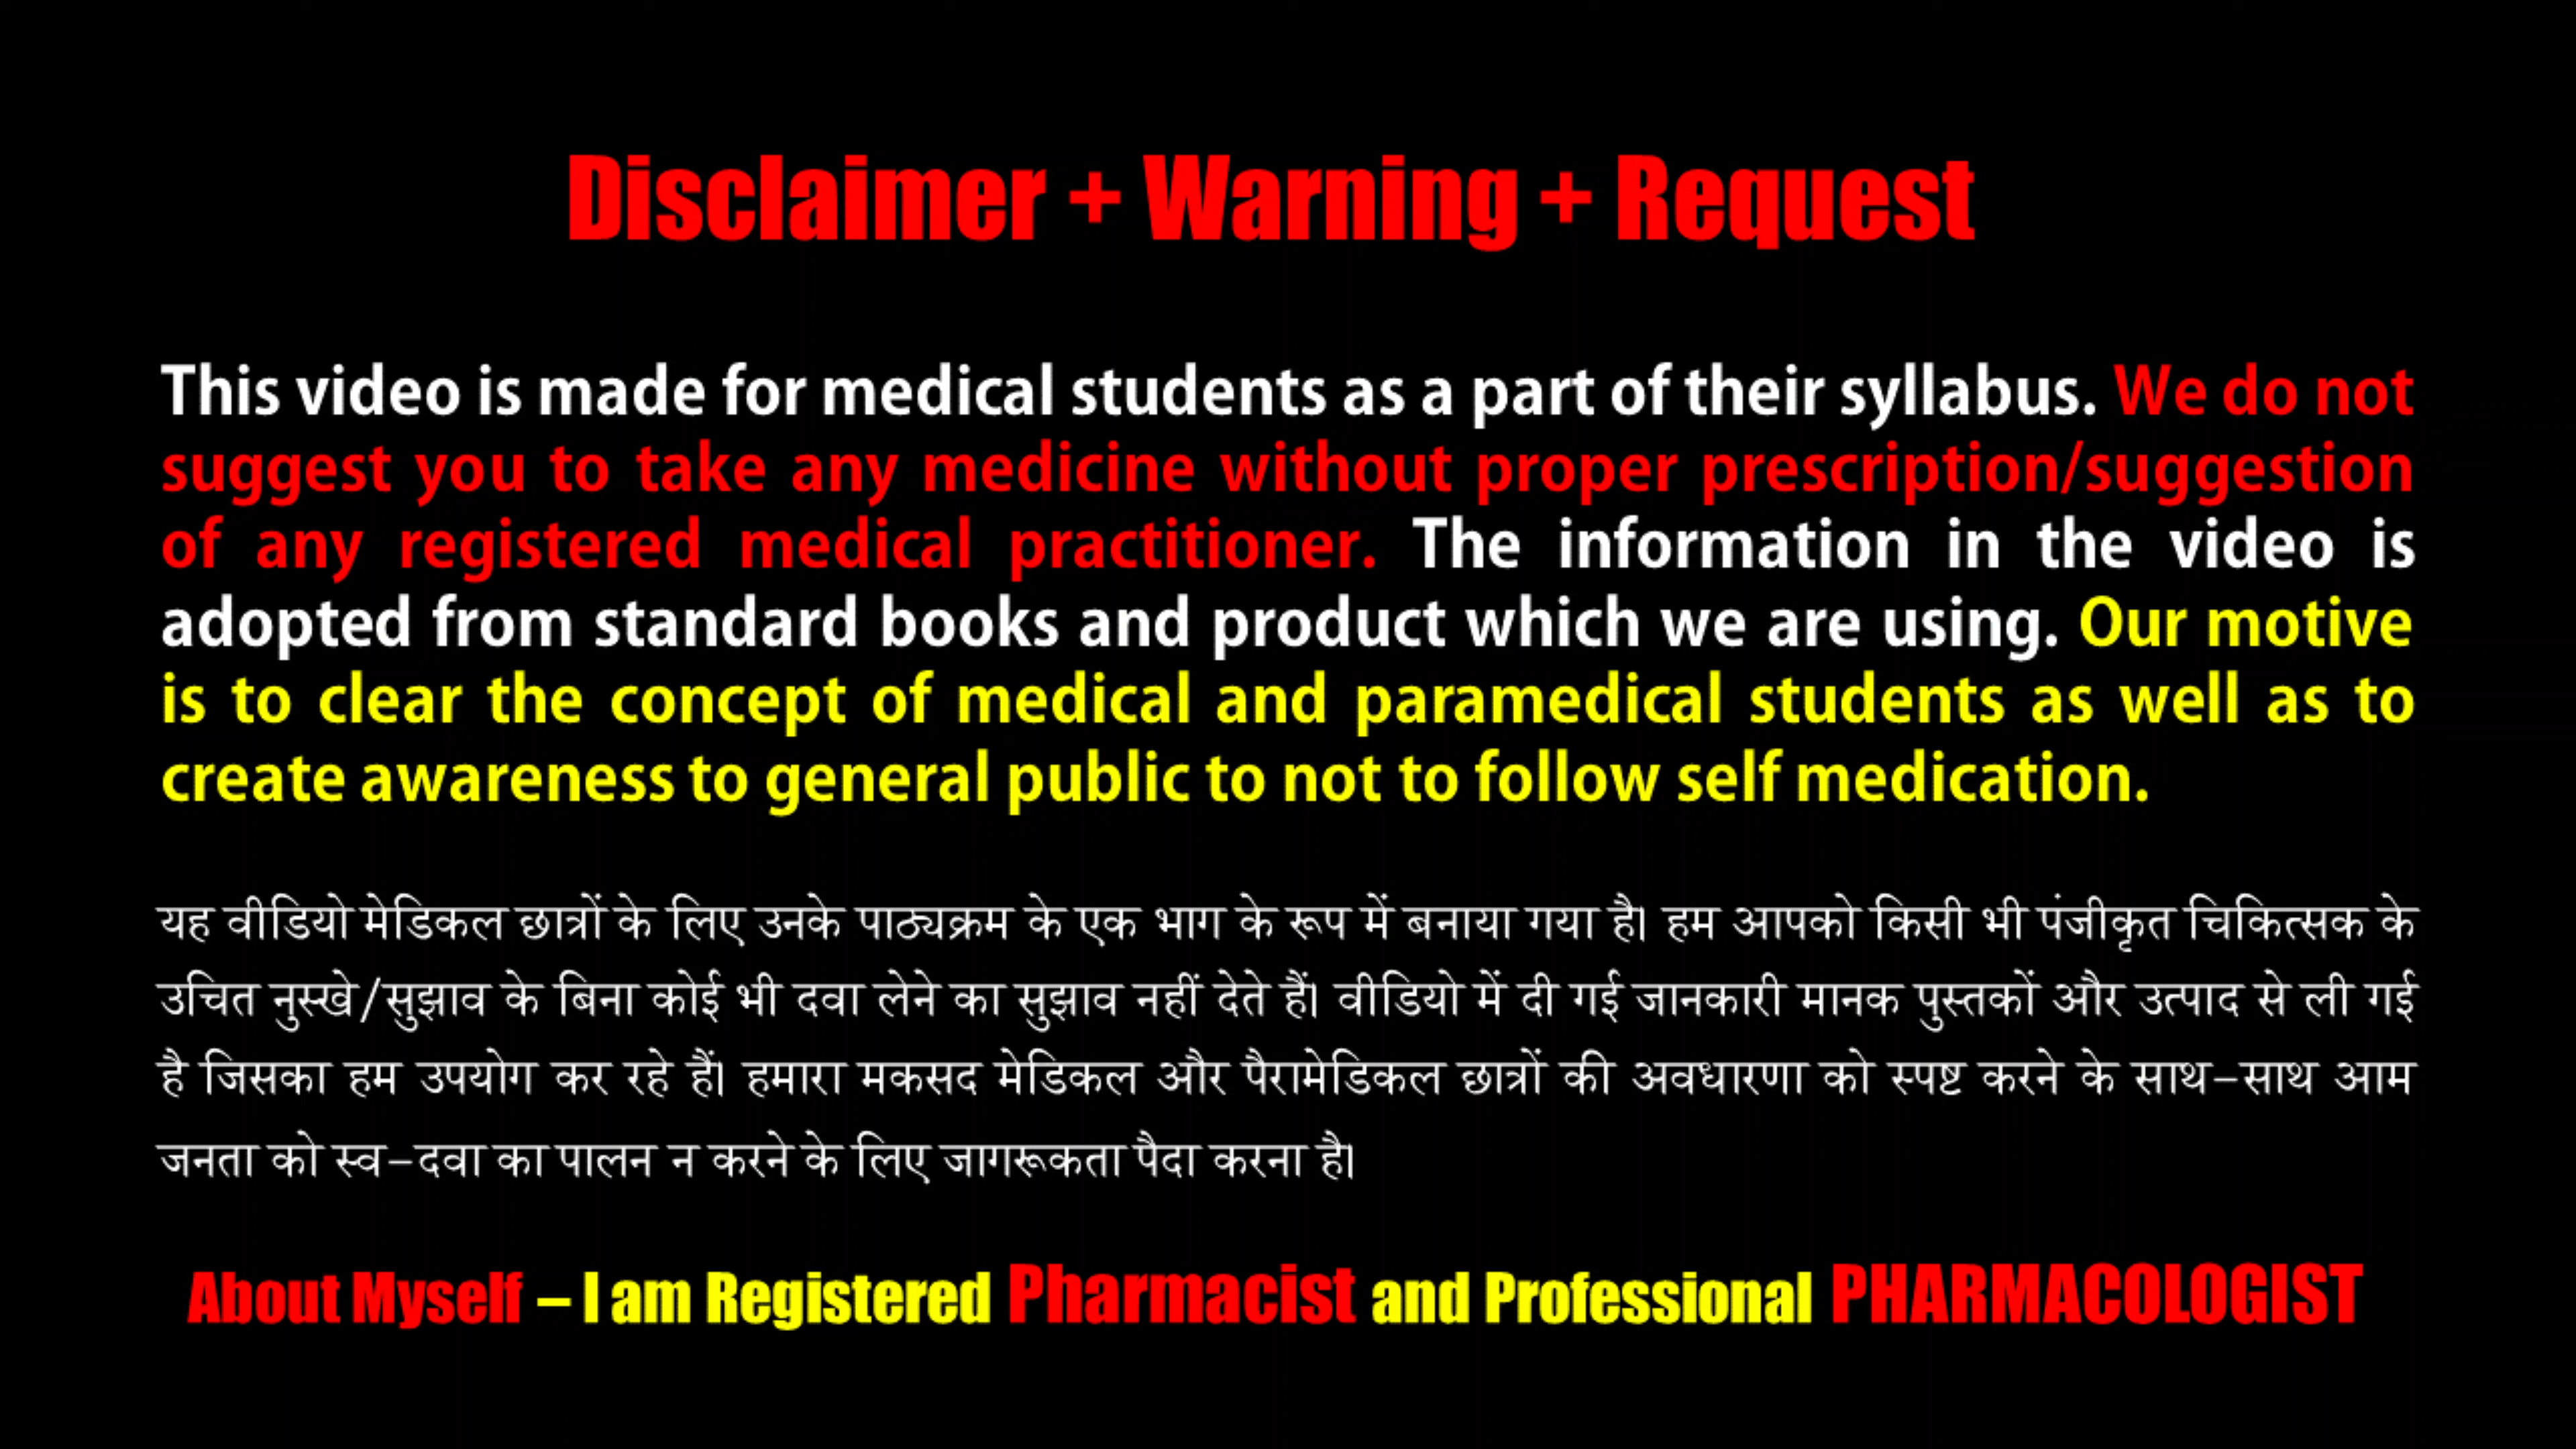 Disclaimer + Warning + Request
This video is made for medical students as a part of their syllabus. We do not
suggest you to take any medicine without proper prescription/suggestion
of any registered medical practitioner. The information in the video is
adopted from standard books and product which we are using. Our motive
is to clear the concept of medical and paramedical students as well as to
create awareness to general public to not to follow self medication.
यह वीडियो मेडिकल छात्रों के लिए उनके पाठ्यक्रम के एक भाग के रूप में बनाया गया है। हम आपको किसी भी पंजीकृत चिकित्सक के
उचित नुस्खे/सुझाव के बिना कोई भी दवा लेने का सुझाव नहीं देते हैं। वीडियो में दी गई जानकारी मानक पुस्तकों और उत्पाद से ली गई
है जिसका हम उपयोग कर रहे हैं। हमारा मकसद मेडिकल और पैरामेडिकल छात्रों की अवधारणा को स्पष्ट करने के साथ-साथ आम
जनता को स्व-दवा का पालन न करने के लिए जागरूकता पैदा करना है।
About Myself – I am Registered Pharmacist and Professional PHARMACOLOGIST